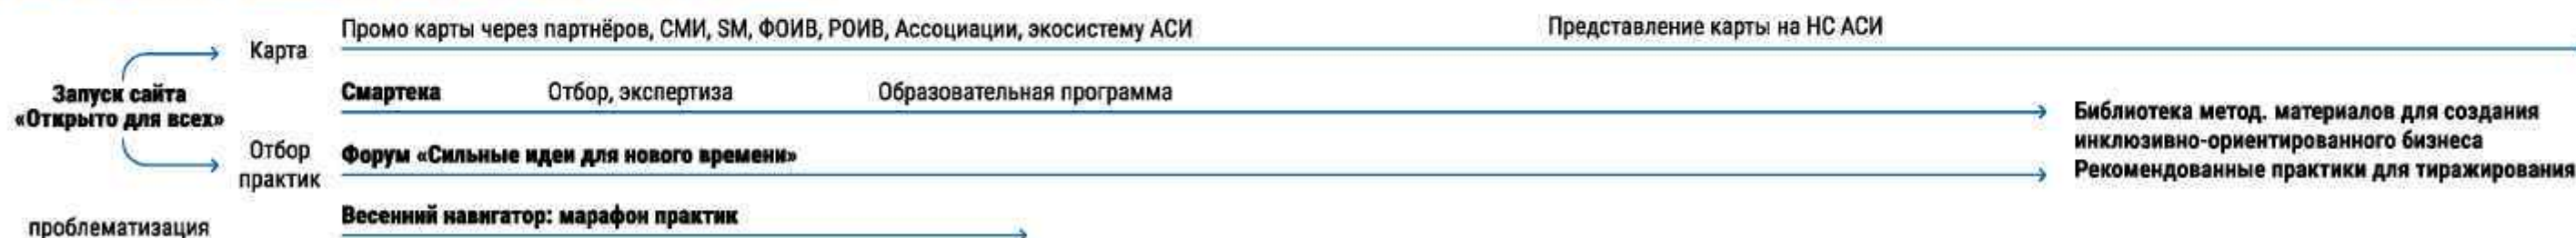 Промо карты через партнёров, СМИ, SM, ФОИВ, РОИВ, Ассоциации, экосистему АСИ
Представление карты на НС АСИ
Карта
Запуск сайта
«Открыто для всех»
Смартека
Отбор, экспертиза
Образовательная программа
Библиотека метод. материалов для создания
инклюзивно-ориентированного бизнеса
Рекомендованные практики для тиражирования
Отбор
практик
Форум «Сильные идеи для нового времени»
Весенний навигатор: марафон практик
проблематизация